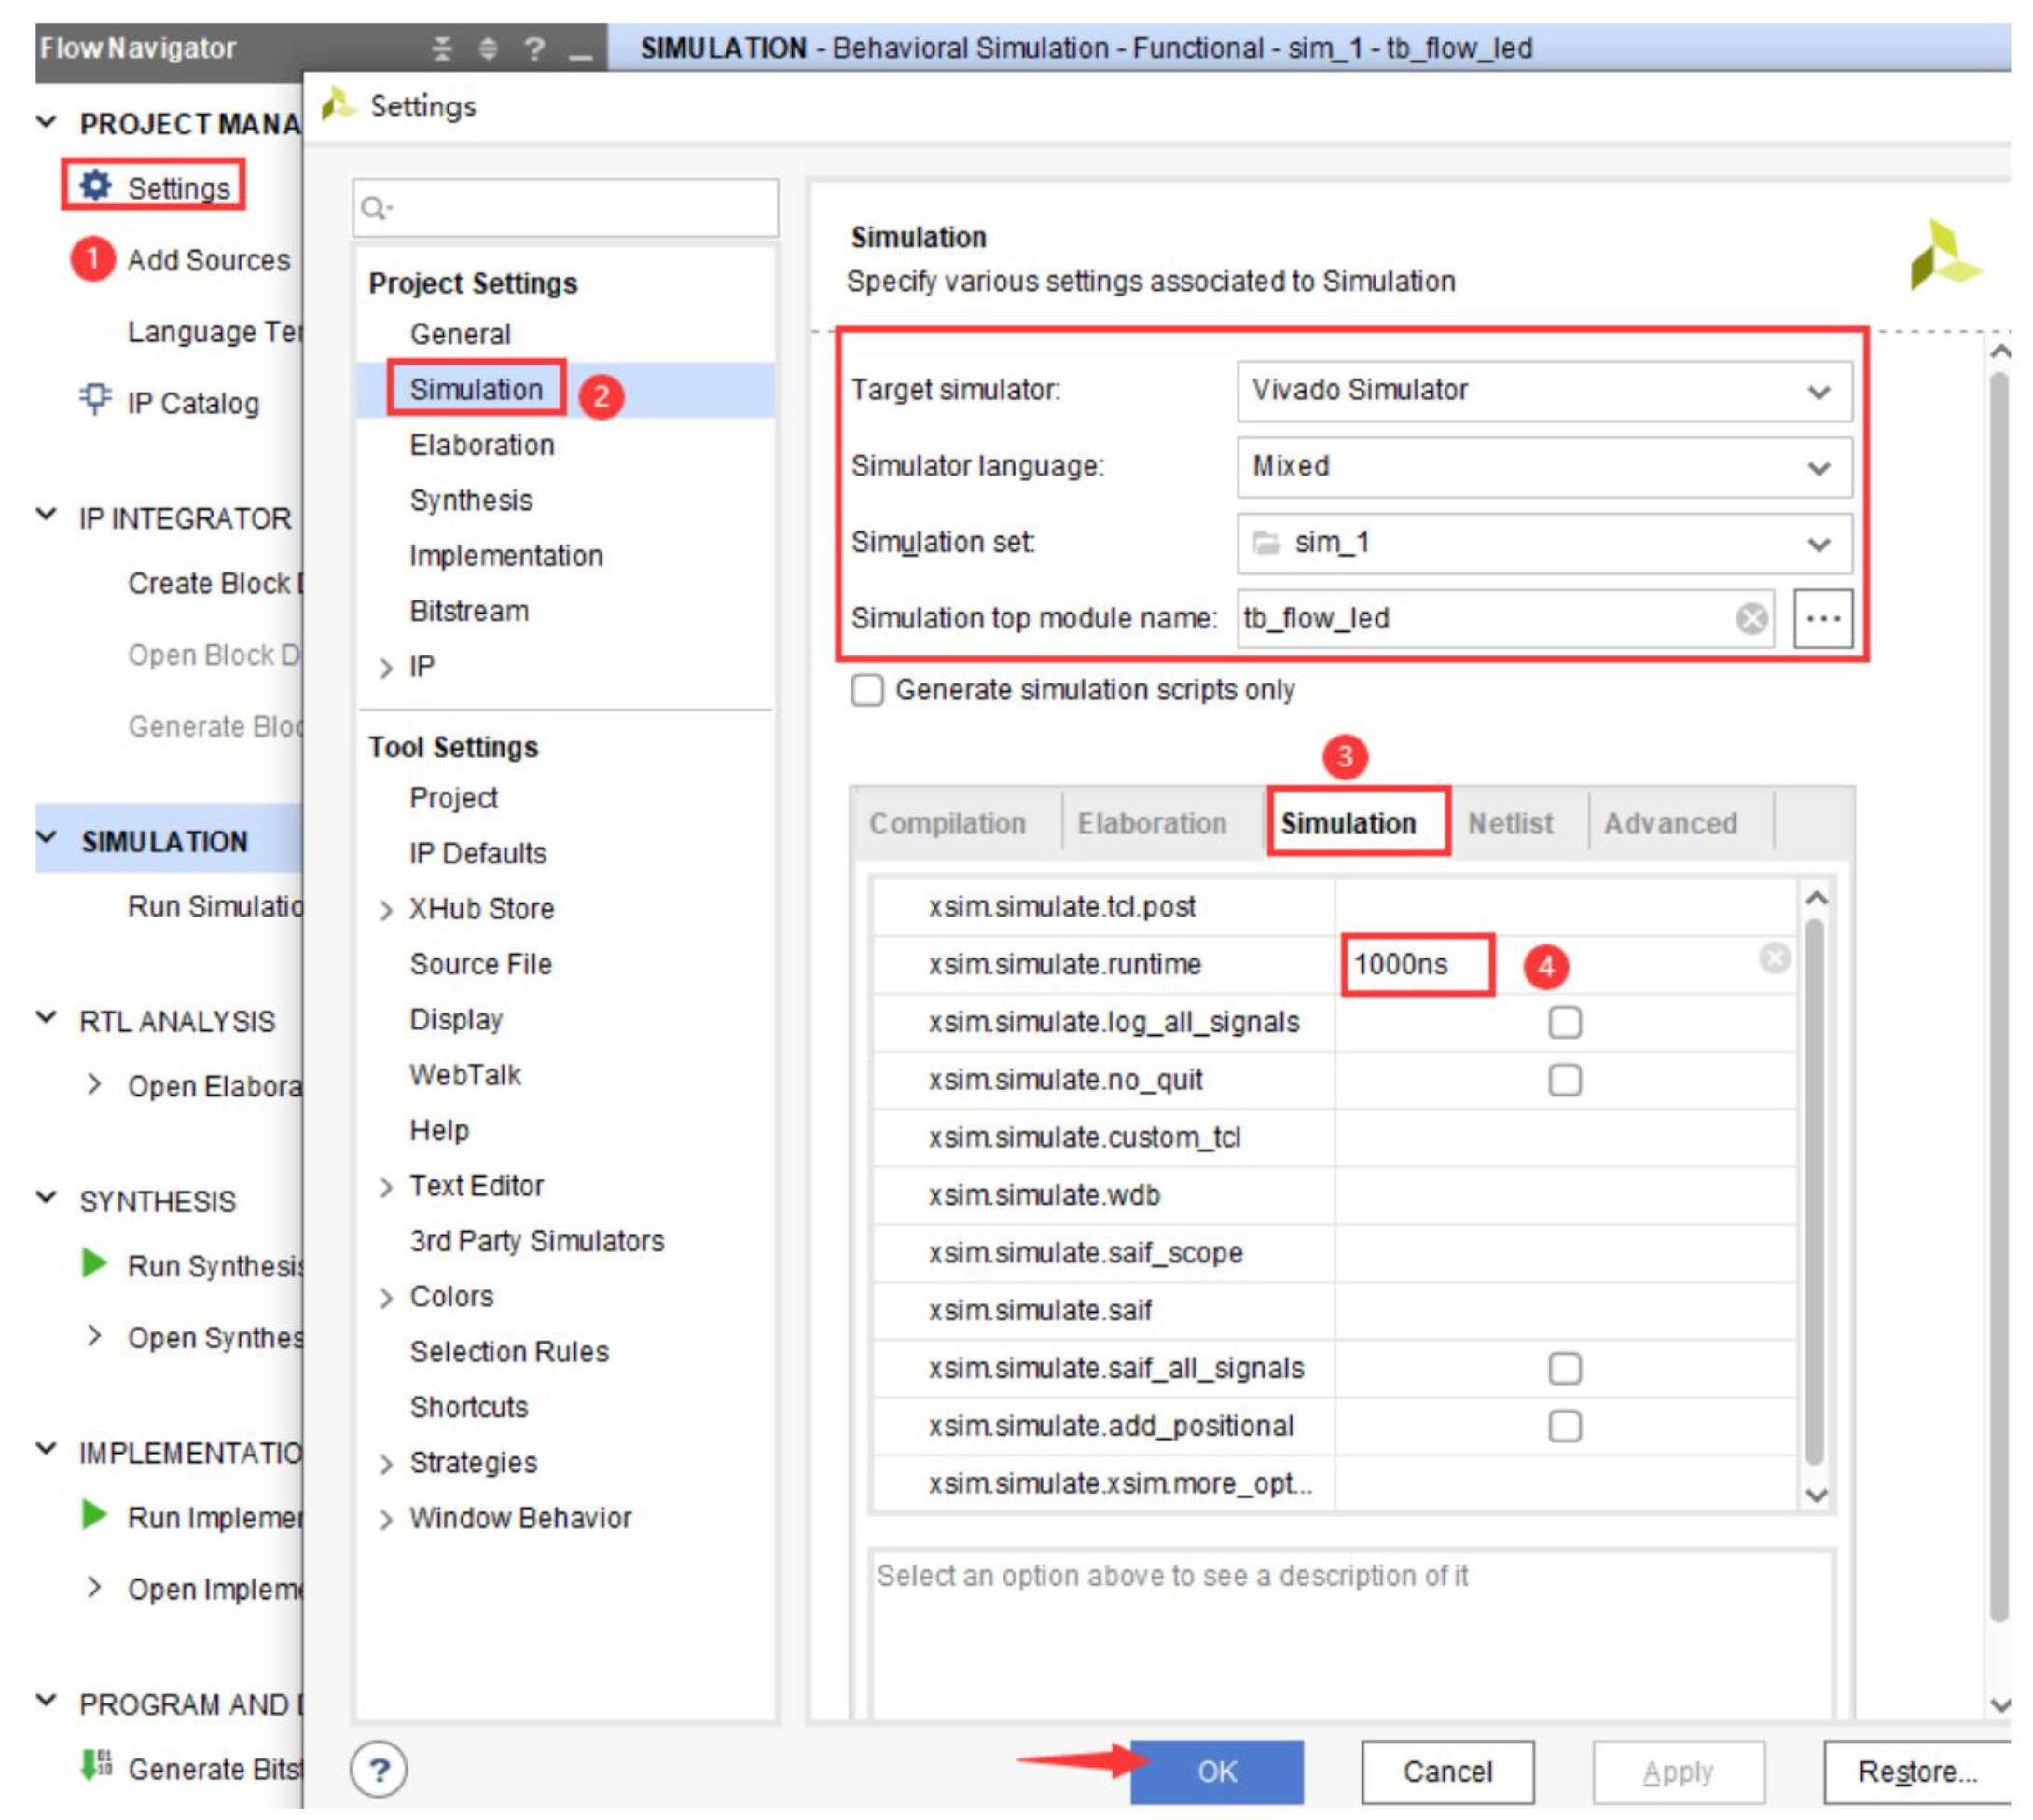 Flow Navigator
?
SIMULATION - Behavioral Simulation - Functional - sim_1 - tb_flow_led
Settings
PROJECT MANA
Settings
1
Add Sources
Language Ter
IP Catalog
IP INTEGRATOR
Create Block D
Open Block D
Generate Bloc
SIMULATION
Run Simulatio
RTL ANALYSIS
Open Elabora
SYNTHESIS
Run Synthesis
Open Synthes
IMPLEMENTATIO
Run Implemen
Open Impleme
PROGRAM AND D
Generate Bitst
Project Settings
General
Simulation
2
Elaboration
Synthesis
Implementation
Bitstream
IP
Tool Settings
Project
IP Defaults
XHub Store
Source File
Display
WebTalk
Help
Text Editor
3rd Party Simulators
Colors
Selection Rules
Shortcuts
Strategies
Window Behavior
Simulation
Specify various settings associated to Simulation
Target simulator: Vivado Simulator
Simulator language: Mixed
Simulation set: sim_1
Simulation top module name: tb_flow_led ...
Generate simulation scripts only
3
Compilation Elaboration Simulation Netlist Advanced
xsim.simulate.tcl.post
xsim.simulate.runtime 1000ns 4
xsim.simulate.log_all_signals
xsim.simulate.no_quit
xsim.simulate.custom_tcl
xsim.simulate.wdb
xsim.simulate.saif_scope
xsim.simulate.saif
xsim.simulate.saif_all_signals
xsim.simulate.add_positional
xsim.simulate.xsim.more_opt...
Select an option above to see a description of it
? OK Cancel Apply Restore...